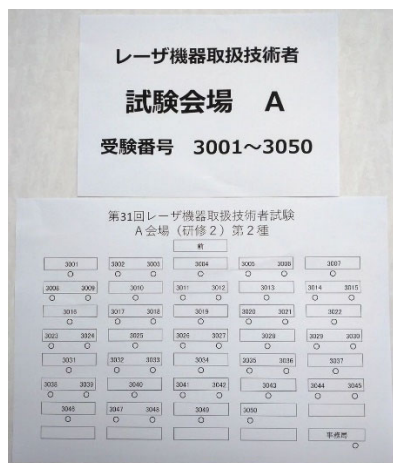 レーザ機器取扱技術者
試験会場 A
受験番号 3001~3050
第31回レーザ機器取扱技術者試験
A会場（研修2）第2種
前
3001 3002 3003 3004 3005 3006 3007
3008 3009 3010 3011 3012 3013 3014 3015
3016 3017 3018 3019 3020 3021 3022
3023 3024 3025 3026 3027 3028 3029 3030
3031 3032 3033 3034 3035 3036 3037
3038 3039 3040 3041 3042 3043 3044 3045
3046 3047 3048 3049 3050
事務局